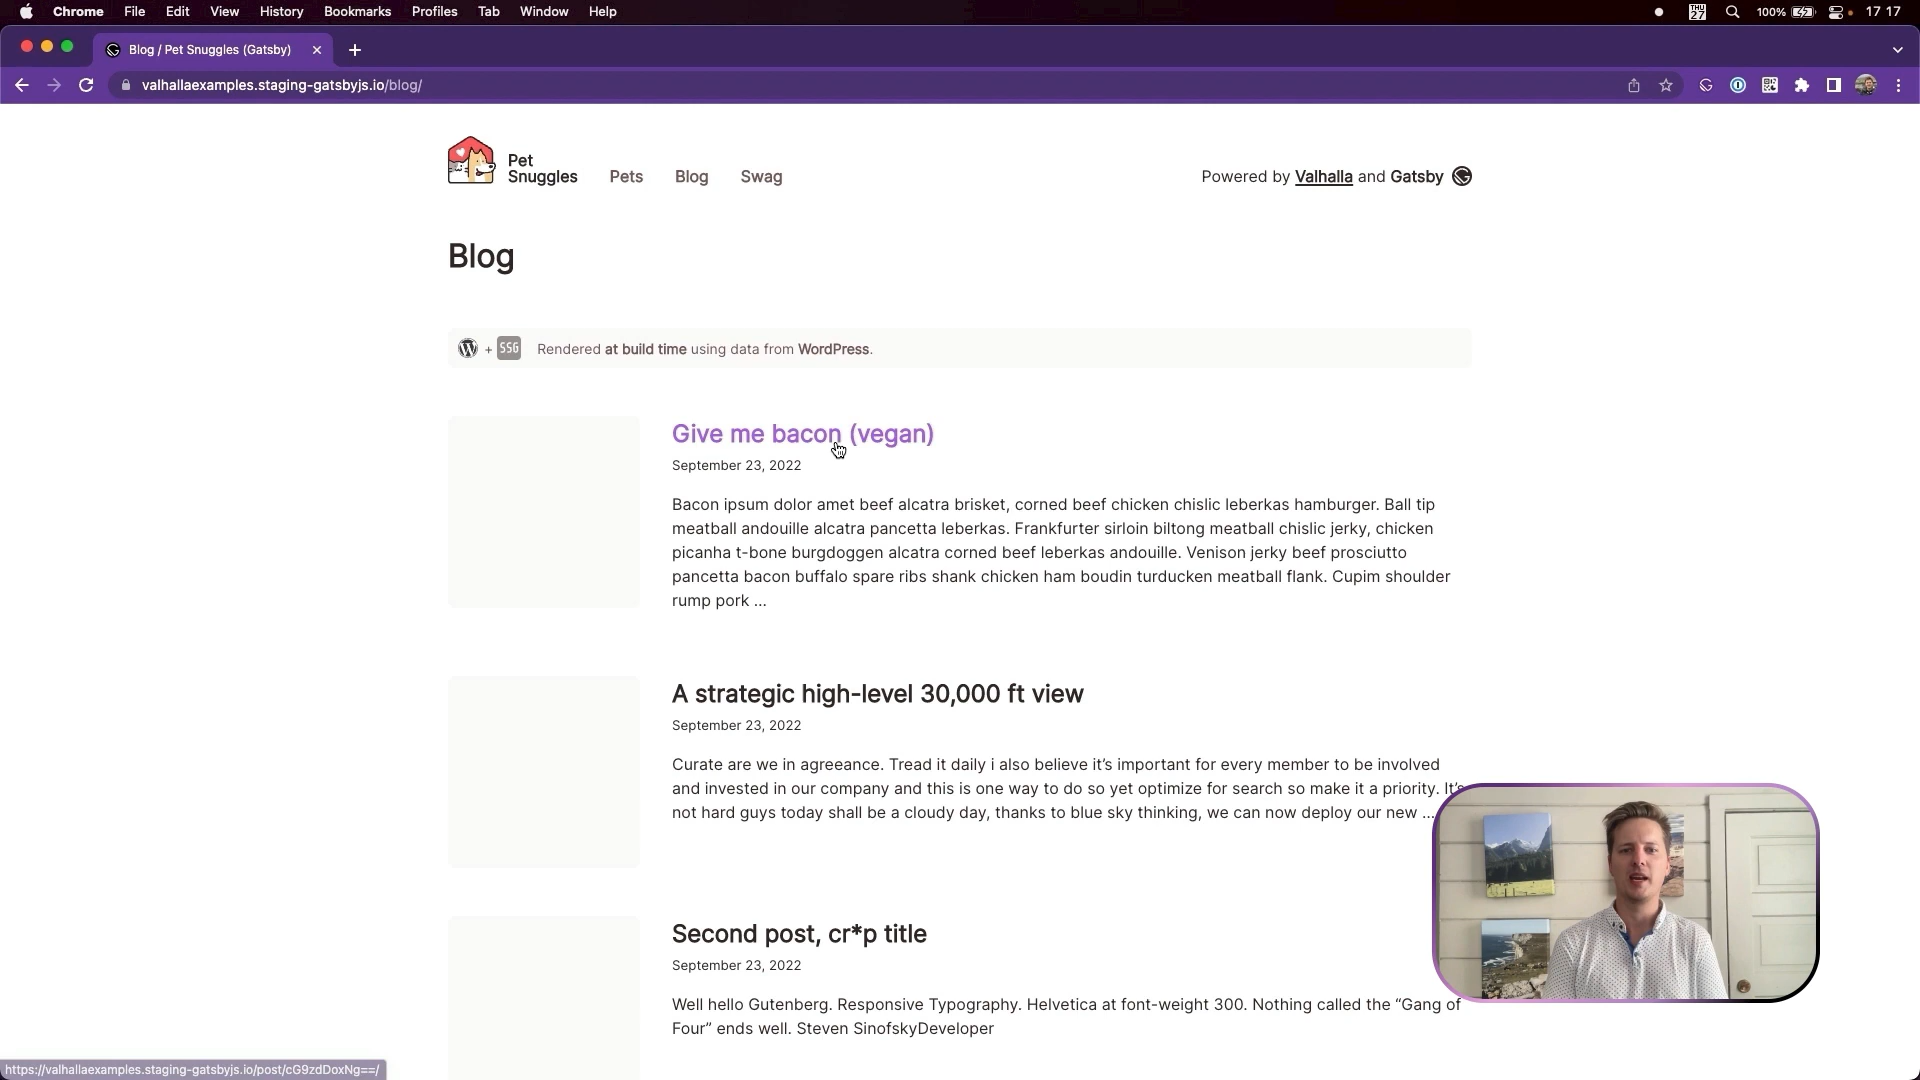 Chrome File Edit View History Bookmarks Profiles Tab Window Help THU 27 100% 17 17
Blog / Pet Snuggles (Gatsby)
valhallaexamples.staging-gatsbyjs.io/blog/
Pet Snuggles
Pets Blog Swag
Powered by Valhalla and Gatsby
Blog
+ SSG Rendered at build time using data from WordPress.
Give me bacon (vegan)
September 23, 2022
Bacon ipsum dolor amet beef alcatra brisket, corned beef chicken chislic leberkas hamburger. Ball tip
meatball andouille alcatra pancetta leberkas. Frankfurter sirloin biltong meatball chislic jerky, chicken
picanha t-bone burgdoggen alcatra corned beef leberkas andouille. Venison jerky beef prosciutto
pancetta bacon buffalo spare ribs shank chicken ham boudin turducken meatball flank. Cupim shoulder
rump pork ...
A strategic high-level 30,000 ft view
September 23, 2022
Curate are we in agreeance. Tread it daily i also believe it’s important for every member to be involved
and invested in our company and this is one way to do so yet optimize for search so make it a priority. It’s
not hard guys today shall be a cloudy day, thanks to blue sky thinking, we can now deploy our new ...
Second post, cr*p title
September 23, 2022
Well hello Gutenberg. Responsive Typography. Helvetica at font-weight 300. Nothing called the “Gang of
Four” ends well. Steven SinofskyDeveloper
https://valhallaexamples.staging-gatsbyjs.io/post/cG9zdDoxNg==/